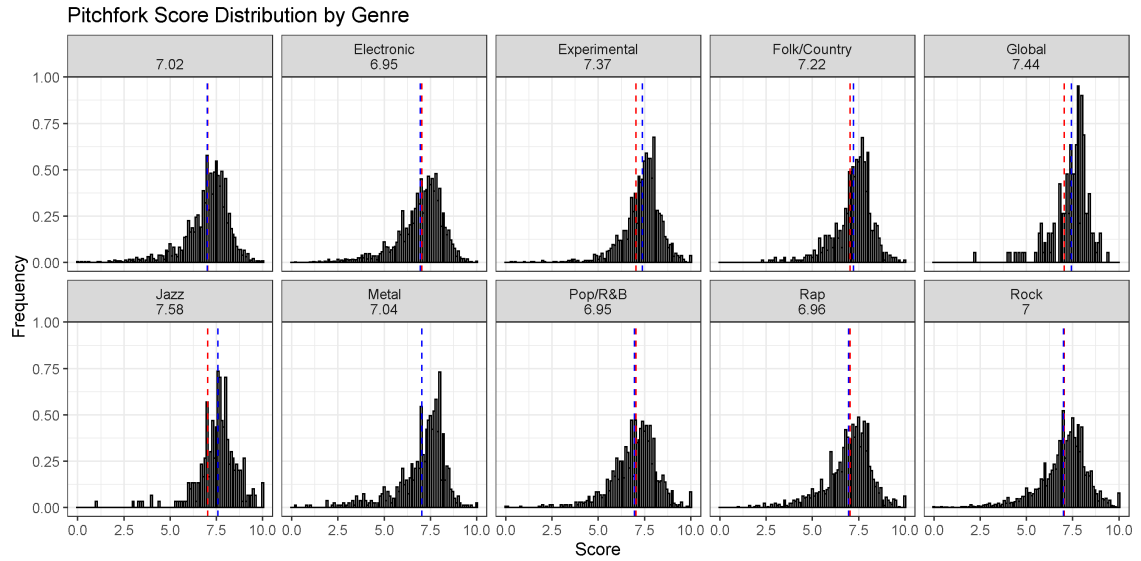 Pitchfork Score Distribution by Genre
7.02
Electronic
6.95
Experimental
7.37
Folk/Country
7.22
Global
7.44
1.00
0.75
0.50
0.25
0.00
Jazz
7.58
Metal
7.04
Pop/R&B
6.95
Rap
6.96
Rock
7
1.00
0.75
0.50
0.25
0.00
Frequency
0.0 2.5 5.0 7.5 10.0 0.0 2.5 5.0 7.5 10.0 0.0 2.5 5.0 7.5 10.0 0.0 2.5 5.0 7.5 10.0 0.0 2.5 5.0 7.5 10.0
Score